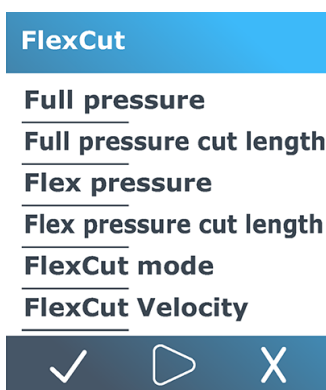 FlexCut
Full pressure
Full pressure cut length
Flex pressure
Flex pressure cut length
FlexCut mode
FlexCut Velocity